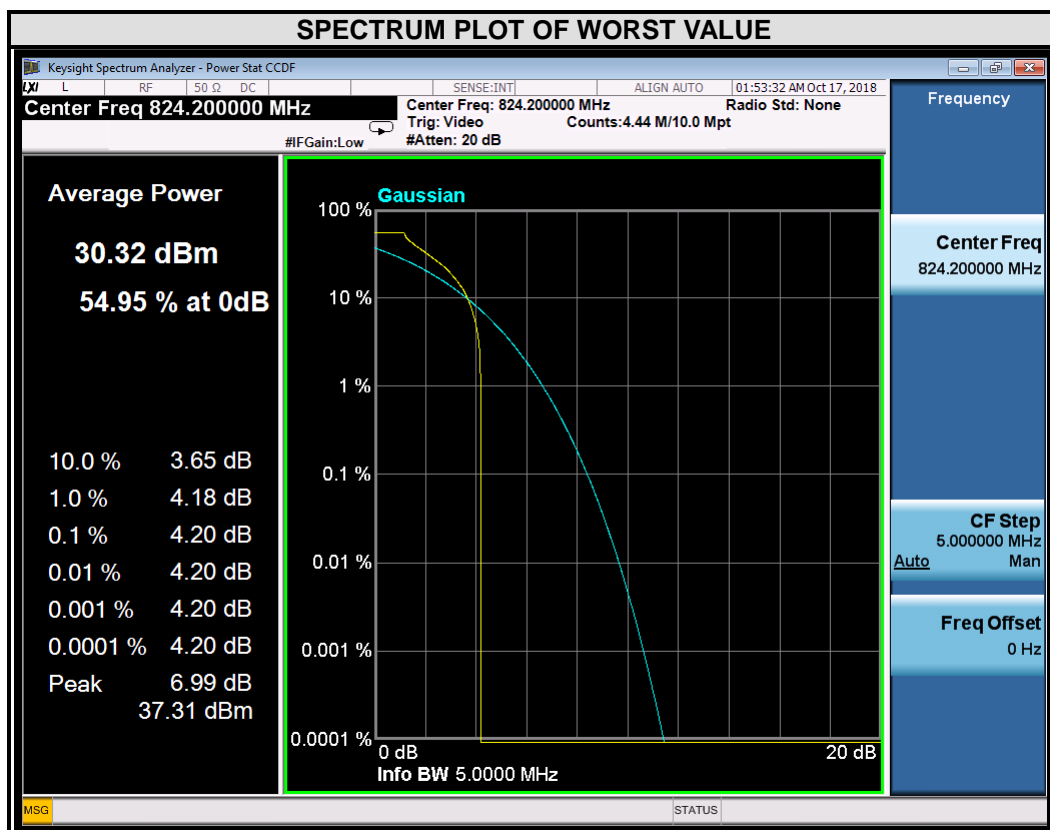 SPECTRUM PLOT OF WORST VALUE
Keysight Spectrum Analyzer - Power Stat CCDF
LXI L RF 50 Ω DC SENSE:INT ALIGN AUTO 01:53:32 AM Oct 17, 2018
Center Freq 824.200000 MHz
Center Freq: 824.200000 MHz Radio Std: None
Trig: Video Counts:4.44 M/10.0 Mpt
#IFGain:Low #Atten: 20 dB
Frequency
Average Power
30.32 dBm
54.95 % at 0dB
10.0 % 3.65 dB
1.0 % 4.18 dB
0.1 % 4.20 dB
0.01 % 4.20 dB
0.001 % 4.20 dB
0.0001 % 4.20 dB
Peak 6.99 dB
37.31 dBm
Gaussian
100 %
10 %
1 %
0.1 %
0.01 %
0.001 %
0.0001 %
0 dB 20 dB
Info BW 5.0000 MHz
Center Freq
824.200000 MHz
CF Step
5.000000 MHz
Auto Man
Freq Offset
0 Hz
MSG STATUS